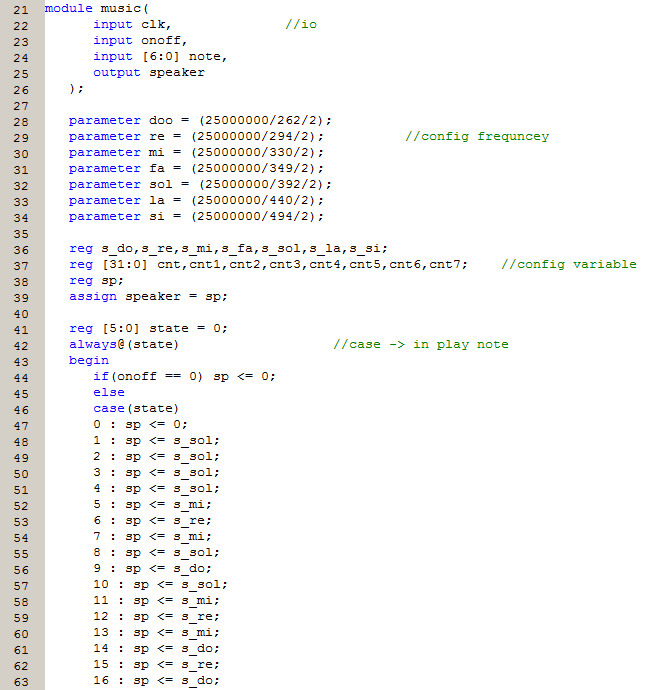 21 module music(
22 input clk, //io
23 input onoff,
24 input [6:0] note,
25 output speaker
26 );
27
28 parameter doo = (25000000/262/2);
29 parameter re = (25000000/294/2); //config frequncey
30 parameter mi = (25000000/330/2);
31 parameter fa = (25000000/349/2);
32 parameter sol = (25000000/392/2);
33 parameter la = (25000000/440/2);
34 parameter si = (25000000/494/2);
35
36 reg s_do,s_re,s_mi,s_fa,s_sol,s_la,s_si;
37 reg [31:0] cnt,cnt1,cnt2,cnt3,cnt4,cnt5,cnt6,cnt7; //config variable
38 reg sp;
39 assign speaker = sp;
40
41 reg [5:0] state = 0;
42 always@(state) //case -> in play note
43 begin
44 if(onoff == 0) sp <= 0;
45 else
46 case(state)
47 0 : sp <= 0;
48 1 : sp <= s_sol;
49 2 : sp <= s_sol;
50 3 : sp <= s_sol;
51 4 : sp <= s_sol;
52 5 : sp <= s_mi;
53 6 : sp <= s_re;
54 7 : sp <= s_mi;
55 8 : sp <= s_sol;
56 9 : sp <= s_do;
57 10 : sp <= s_sol;
58 11 : sp <= s_mi;
59 12 : sp <= s_re;
60 13 : sp <= s_mi;
61 14 : sp <= s_do;
62 15 : sp <= s_re;
63 16 : sp <= s_do;